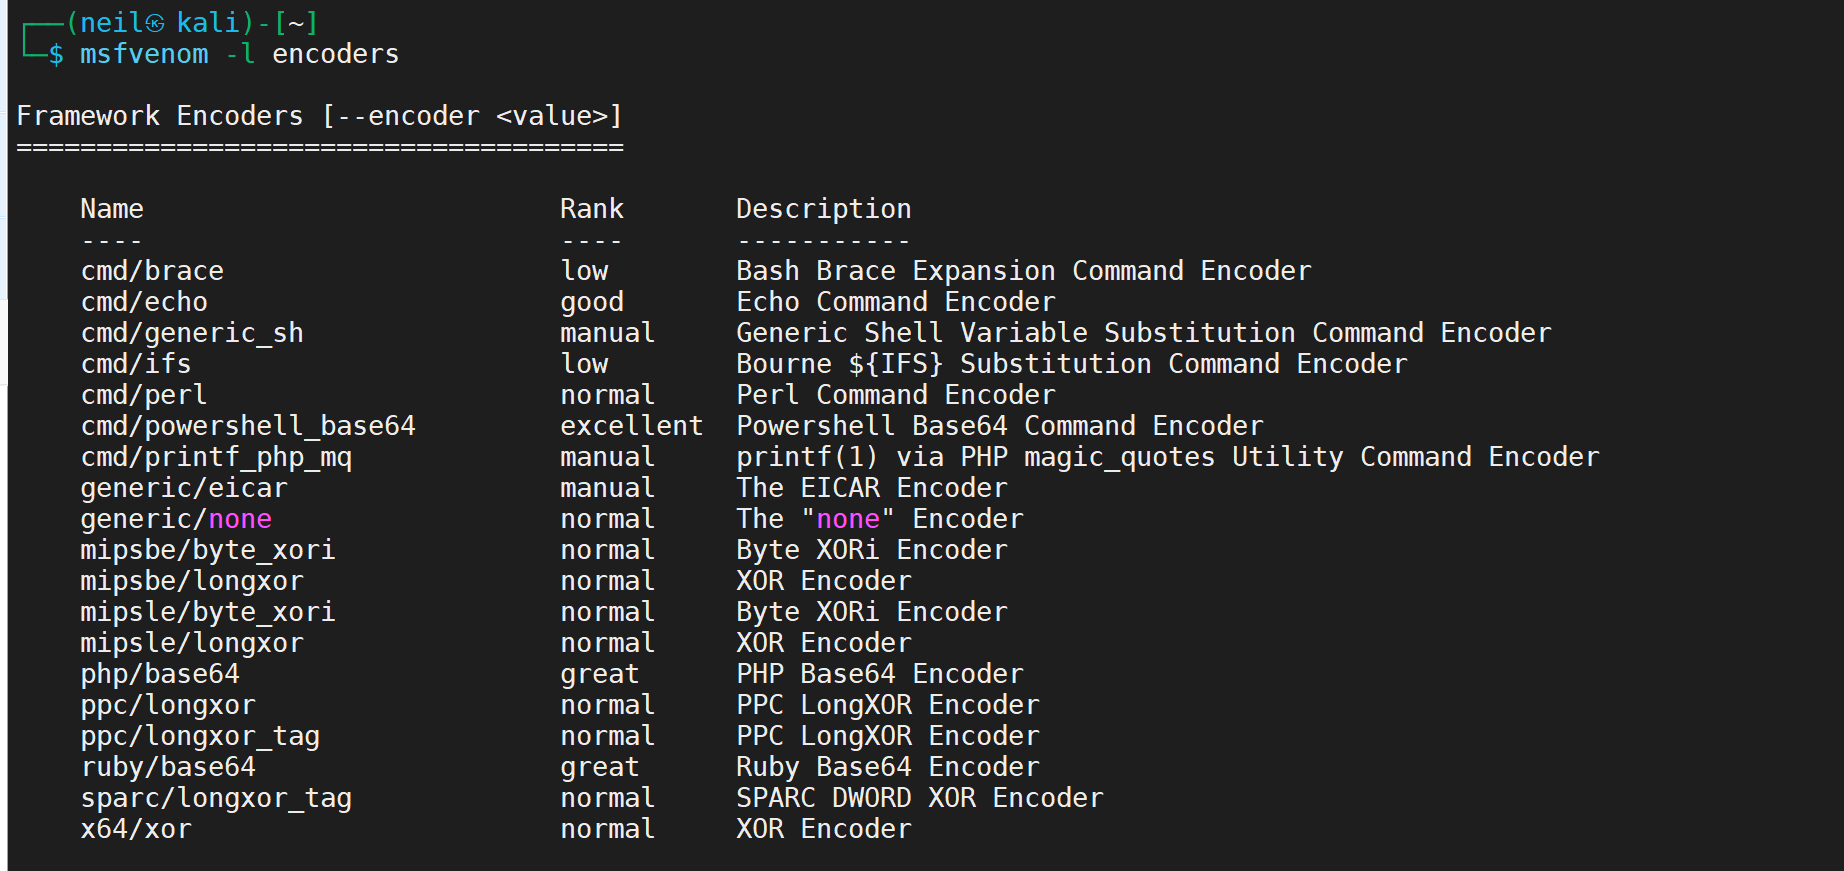 ┌──(neil㉿kali)-[~]
└─$ msfvenom -l encoders
Framework Encoders [--encoder <value>]
======================================
Name Rank Description
---- ---- -----------
cmd/brace low Bash Brace Expansion Command Encoder
cmd/echo good Echo Command Encoder
cmd/generic_sh manual Generic Shell Variable Substitution Command Encoder
cmd/ifs low Bourne ${IFS} Substitution Command Encoder
cmd/perl normal Perl Command Encoder
cmd/powershell_base64 excellent Powershell Base64 Command Encoder
cmd/printf_php_mq manual printf(1) via PHP magic_quotes Utility Command Encoder
generic/eicar manual The EICAR Encoder
generic/none normal The "none" Encoder
mipsbe/byte_xori normal Byte XORi Encoder
mipsbe/longxor normal XOR Encoder
mipsle/byte_xori normal Byte XORi Encoder
mipsle/longxor normal XOR Encoder
php/base64 great PHP Base64 Encoder
ppc/longxor normal PPC LongXOR Encoder
ppc/longxor_tag normal PPC LongXOR Encoder
ruby/base64 great Ruby Base64 Encoder
sparc/longxor_tag normal SPARC DWORD XOR Encoder
x64/xor normal XOR Encoder